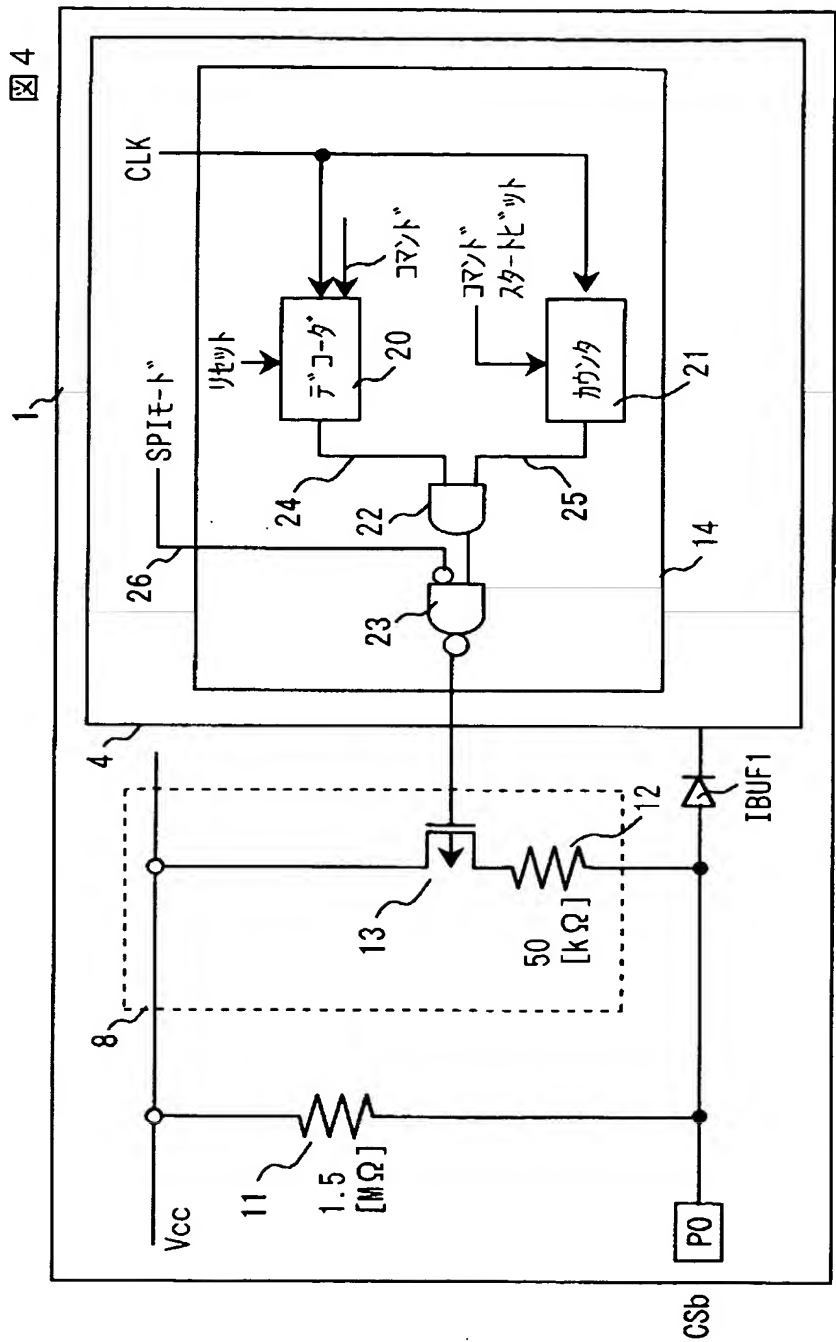 図4
1
4
8
Vcc
11
1.5
[MΩ]
13
50
[kΩ]
12
CSb
P0
IBUF1
SPIモード
26
CLK
リセット
コマンド
デコーダ
20
24
22
23
25
コマンド
スタートビット
カウンタ
21
14